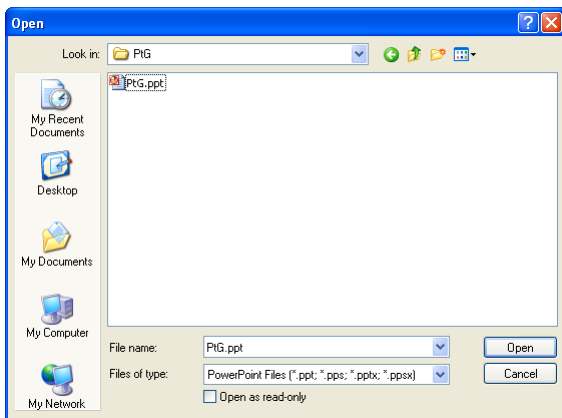 Open
Look in: PtG
PtG.ppt
My Recent
Documents
Desktop
My Documents
My Computer
My Network
File name: PtG.ppt Open
Files of type: PowerPoint Files (*.ppt; *.pps; *.pptx; *.ppsx) Cancel
Open as read-only